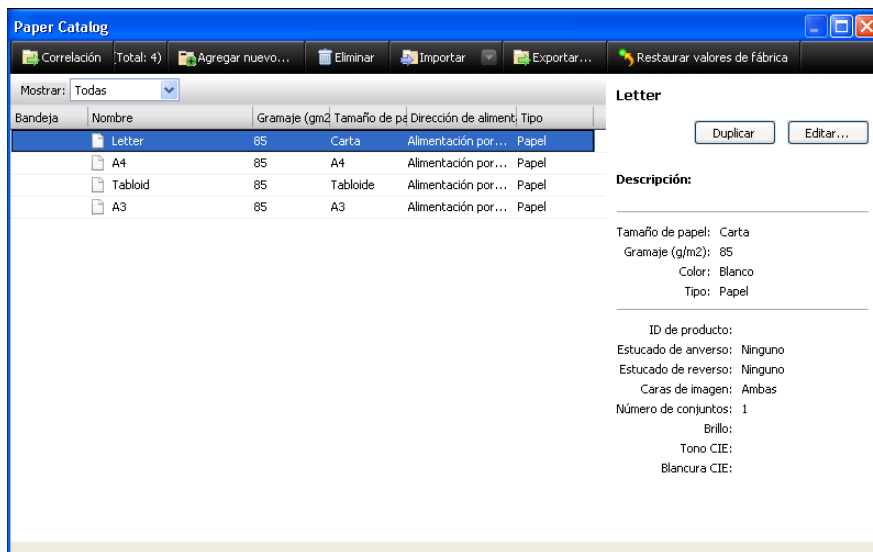 Paper Catalog
Correlación Total: 4) Agregar nuevo... Eliminar Importar Exportar... Restaurar valores de fábrica
Mostrar: Todas
Bandeja Nombre Gramaje (gm2 Tamaño de pa Dirección de aliment Tipo
Letter 85 Carta Alimentación por... Papel
A4 85 A4 Alimentación por... Papel
Tabloid 85 Tabloide Alimentación por... Papel
A3 85 A3 Alimentación por... Papel
Letter
Duplicar Editar...
Descripción:
Tamaño de papel: Carta
Gramaje (g/m2): 85
Color: Blanco
Tipo: Papel
ID de producto:
Estucado de anverso: Ninguno
Estucado de reverso: Ninguno
Caras de imagen: Ambas
Número de conjuntos: 1
Brillo:
Tono CIE:
Blancura CIE: